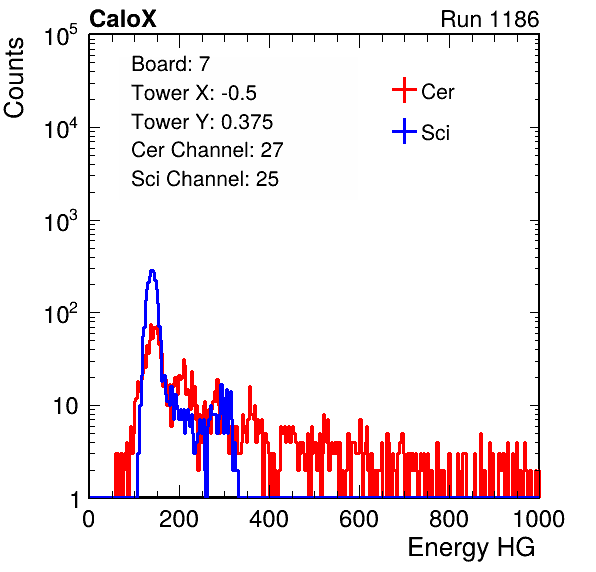 CaloX Run 1186
Counts
10^5
10^4
10^3
10^2
10
1
Board: 7
Tower X: -0.5
Tower Y: 0.375
Cer Channel: 27
Sci Channel: 25
Cer
Sci
0 200 400 600 800 1000
Energy HG